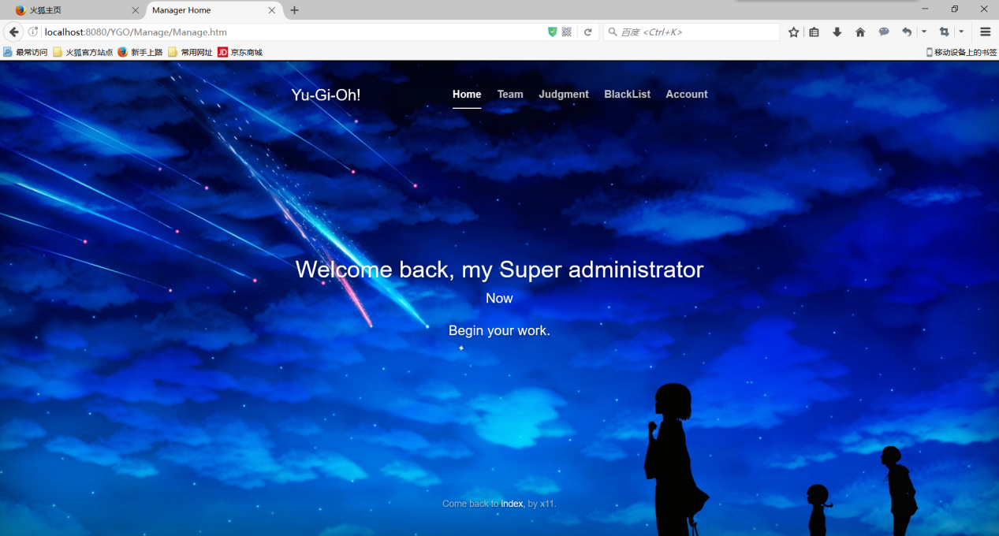 火狐主页
Manager Home
localhost:8080/YGO/Manage/Manage.htm
百度 <Ctrl+K>
最常访问 火狐官方站点 新手上路 常用网址 JD 京东商城 移动设备上的书签
Yu-Gi-Oh! Home Team Judgment BlackList Account
Welcome back, my Super administrator
Now
Begin your work.
Come back to index, by x11.